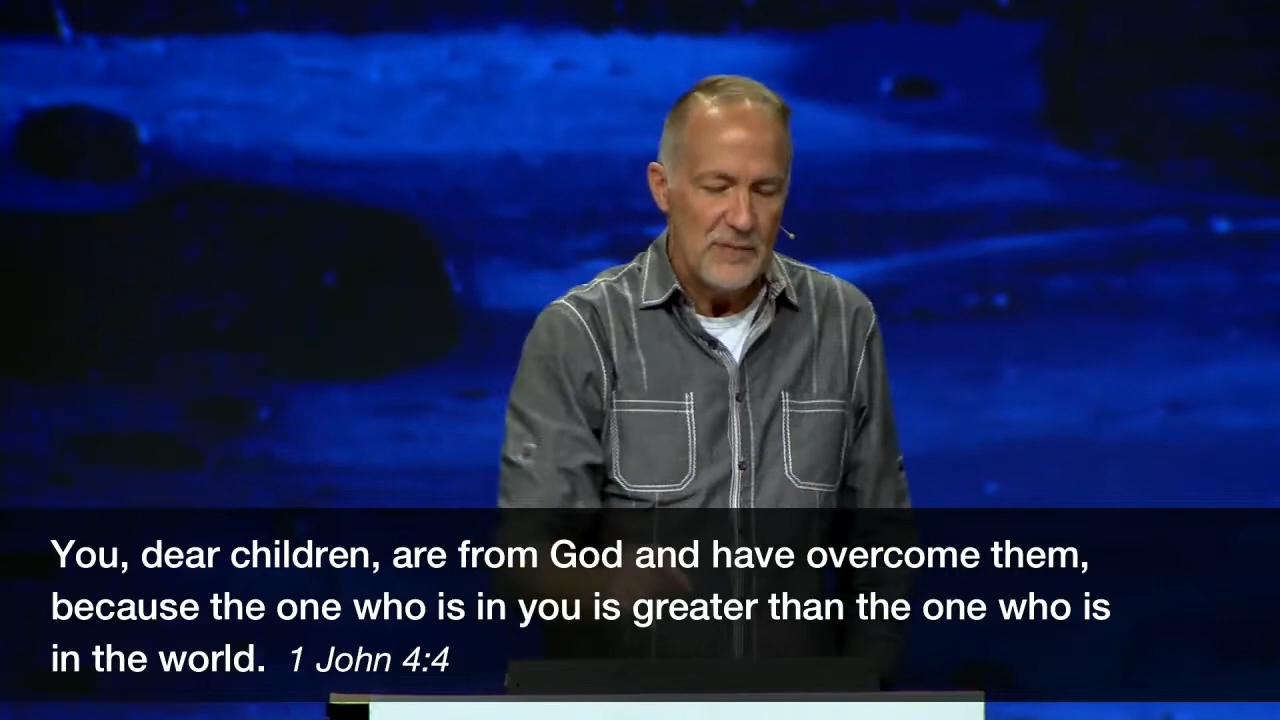 You, dear children, are from God and have overcome them,
because the one who is in you is greater than the one who is
in the world. 1 John 4:4